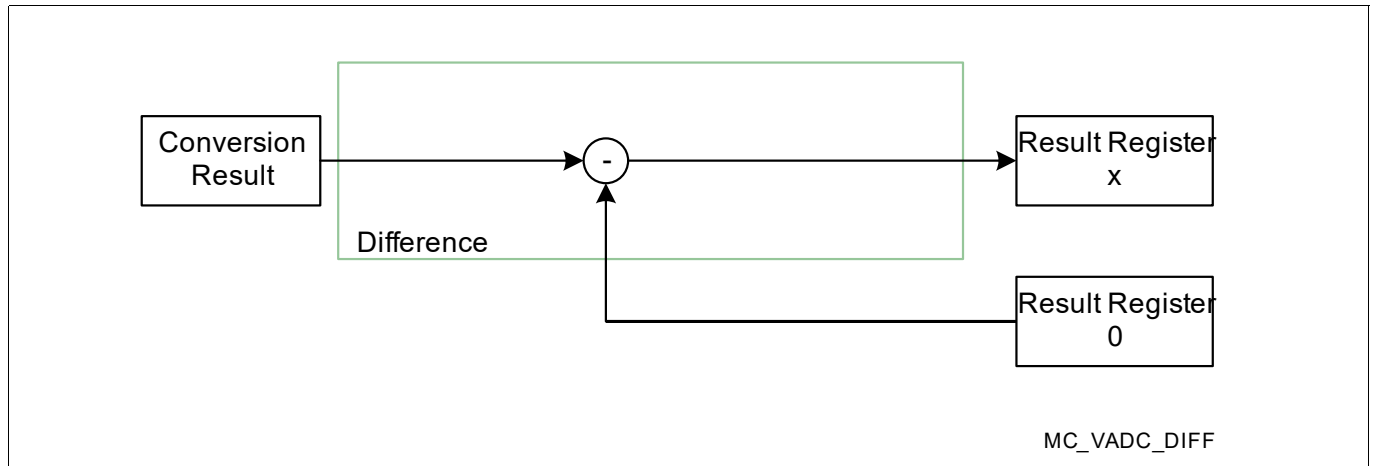 Conversion
Result
-
Result Register
x
Difference
Result Register
0
MC_VADC_DIFF